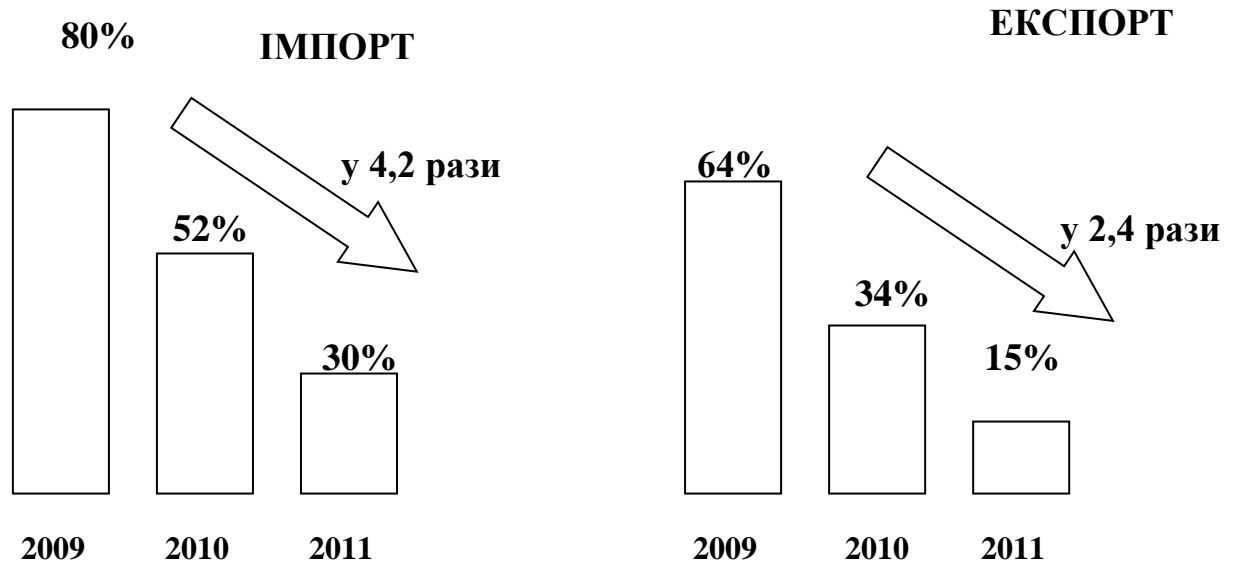 80%
ІМПОРТ
у 4,2 рази
52%
30%
2009 2010 2011
ЕКСПОРТ
64%
у 2,4 рази
34%
15%
2009 2010 2011